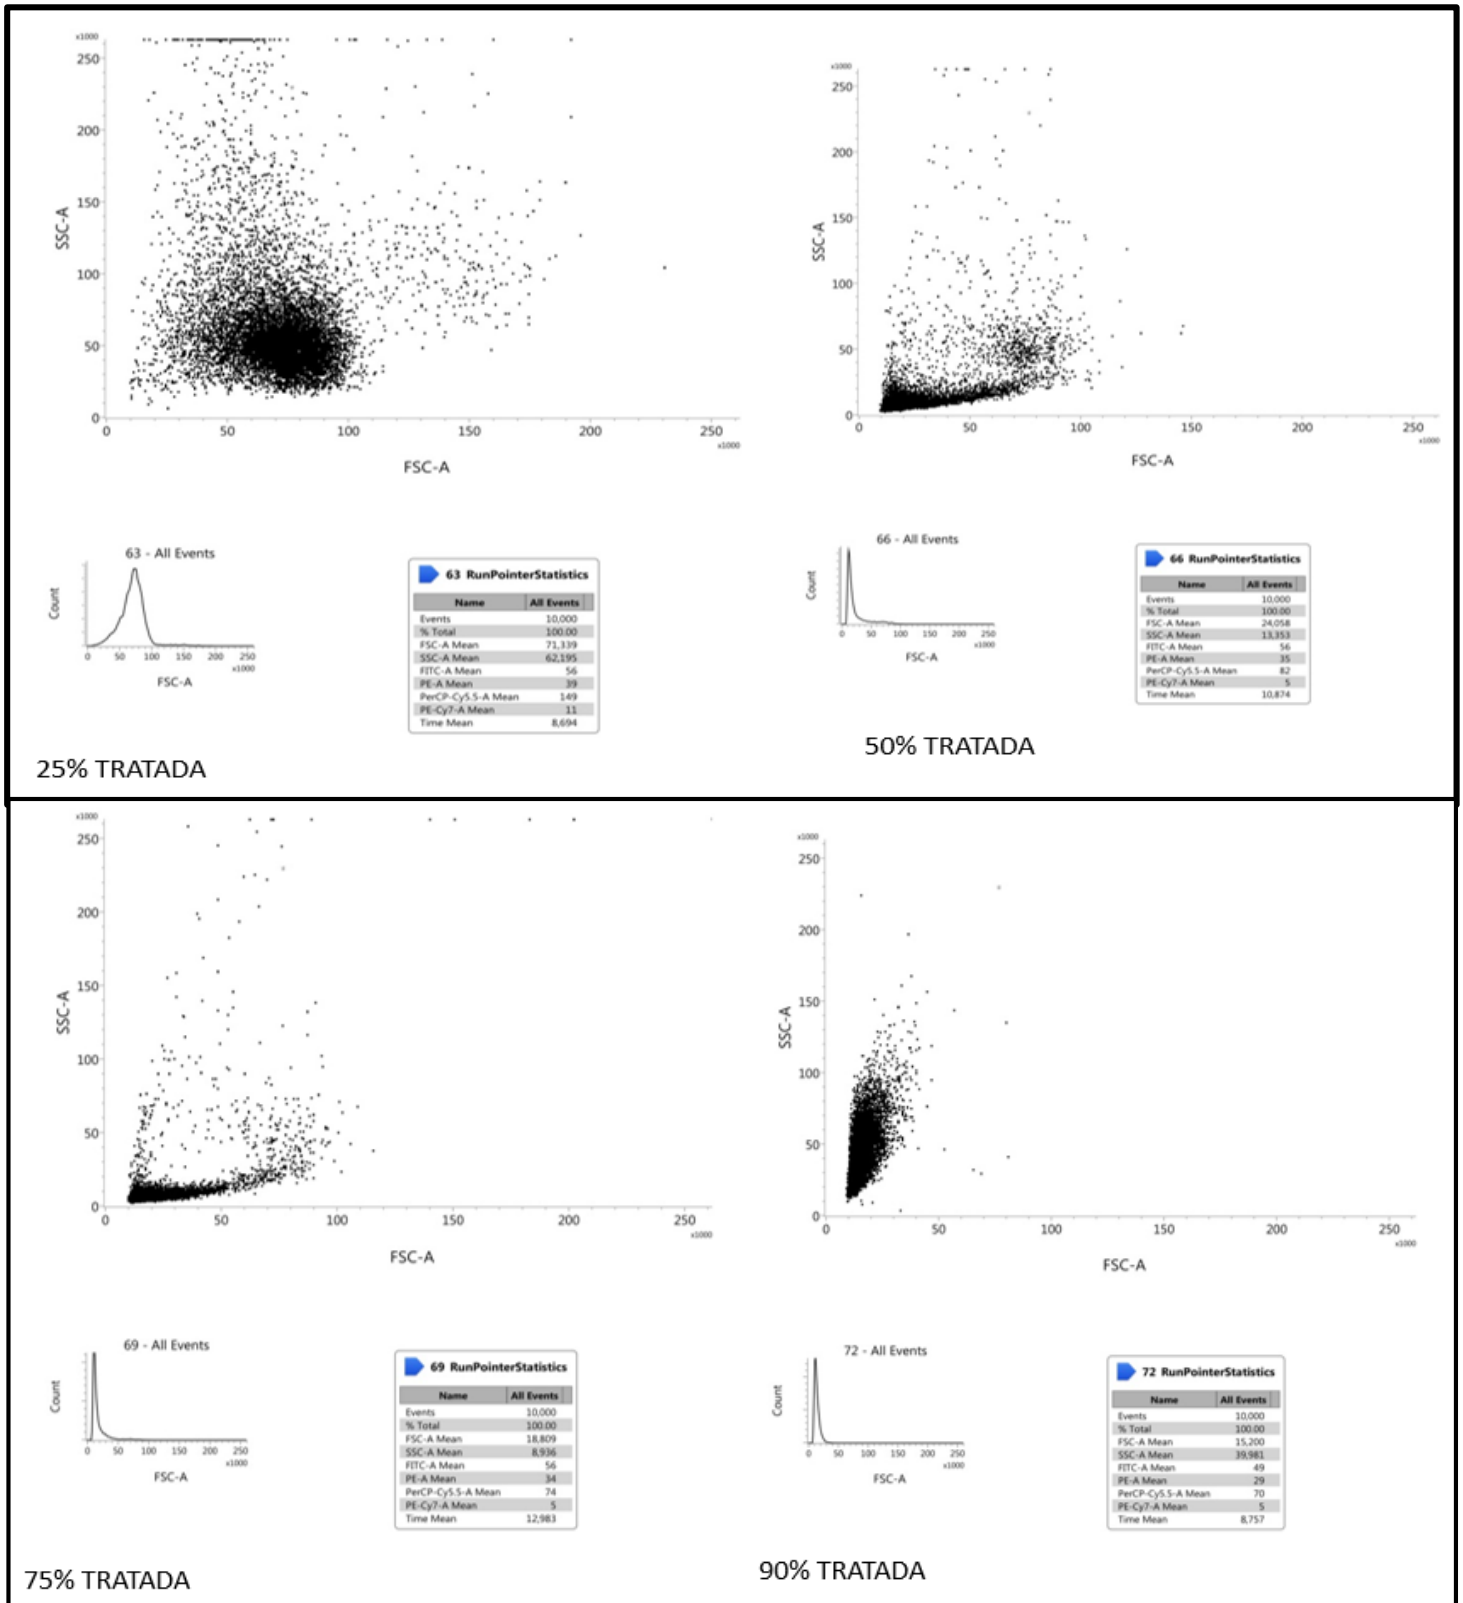 x1000
250
200
150
100
50
0
SSC-A
0 50 100 150 200 250
x1000
FSC-A
63 - All Events
Count
0 50 100 150 200 250
x1000
FSC-A
63 RunPointerStatistics
Name All Events
Events 10,000
% Total 100.00
FSC-A Mean 71,339
SSC-A Mean 62,195
FITC-A Mean 56
PE-A Mean 39
PerCP-Cy5.5-A Mean 149
PE-Cy7-A Mean 11
Time Mean 8,694
25% TRATADA
x1000
250
200
150
100
50
0
SSC-A
0 50 100 150 200 250
x1000
FSC-A
66 - All Events
Count
0 50 100 150 200 250
x1000
FSC-A
66 RunPointerStatistics
Name All Events
Events 10,000
% Total 100.00
FSC-A Mean 24,058
SSC-A Mean 13,353
FITC-A Mean 56
PE-A Mean 35
PerCP-Cy5.5-A Mean 82
PE-Cy7-A Mean 5
Time Mean 10,874
50% TRATADA
x1000
250
200
150
100
50
0
SSC-A
0 50 100 150 200 250
x1000
FSC-A
69 - All Events
Count
0 50 100 150 200 250
x1000
FSC-A
69 RunPointerStatistics
Name All Events
Events 10,000
% Total 100.00
FSC-A Mean 18,809
SSC-A Mean 8,936
FITC-A Mean 56
PE-A Mean 34
PerCP-Cy5.5-A Mean 74
PE-Cy7-A Mean 5
Time Mean 12,983
75% TRATADA
x1000
250
200
150
100
50
0
SSC-A
0 50 100 150 200 250
x1000
FSC-A
72 - All Events
Count
0 50 100 150 200 250
x1000
FSC-A
72 RunPointerStatistics
Name All Events
Events 10,000
% Total 100.00
FSC-A Mean 15,200
SSC-A Mean 39,981
FITC-A Mean 49
PE-A Mean 29
PerCP-Cy5.5-A Mean 70
PE-Cy7-A Mean 5
Time Mean 8,757
90% TRATADA